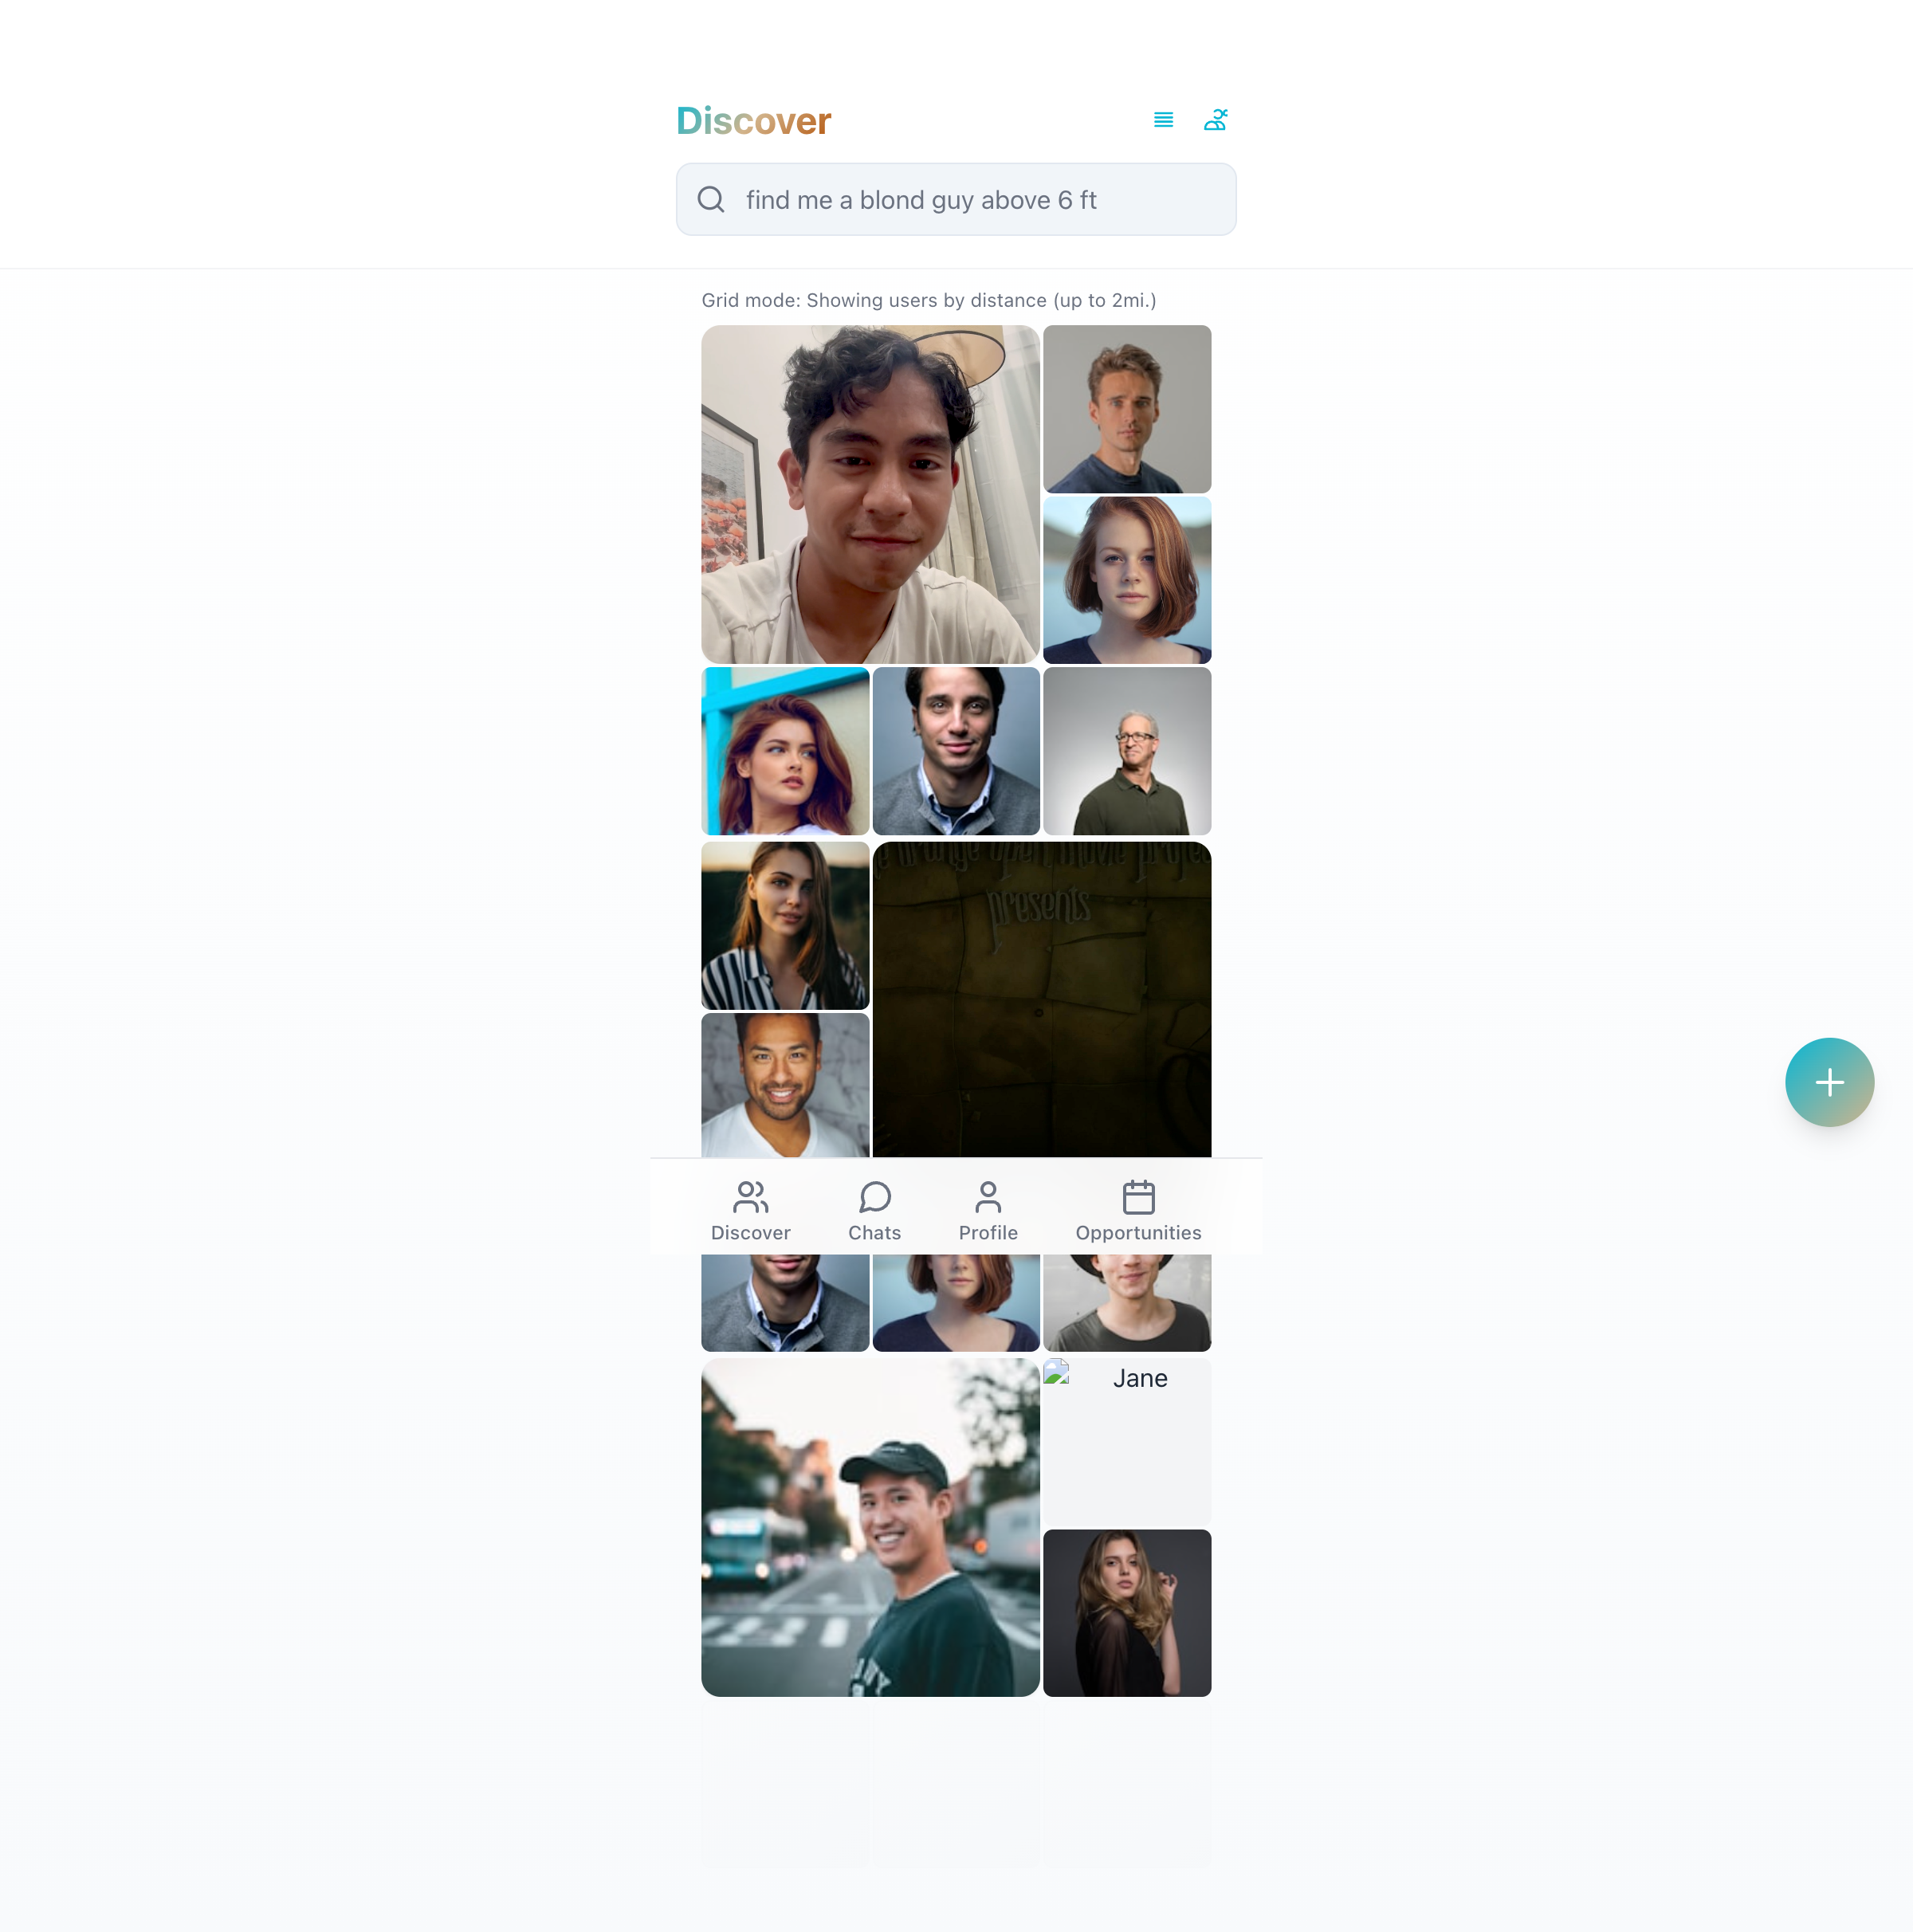 Discover
find me a blond guy above 6 ft
Grid mode: Showing users by distance (up to 2mi.)
presents
Discover
Chats
Profile
Opportunities
Jane